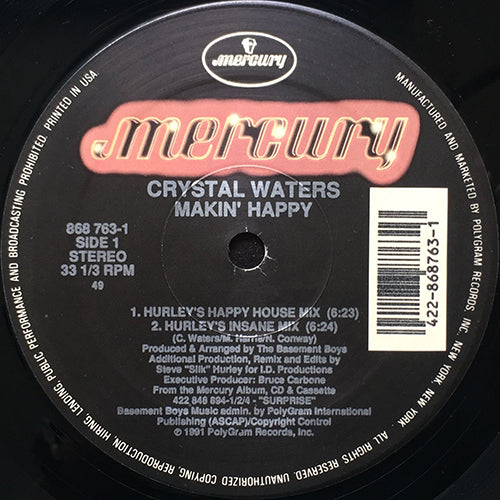 mercury
mercury
CRYSTAL WATERS
MAKIN' HAPPY
868 763-1
SIDE 1
STEREO
33 1/3 RPM
49
422-868763-1
1. HURLEY'S HAPPY HOUSE MIX (6:23)
2. HURLEY'S INSANE MIX (6:24)
(C. Waters/M. Harris/N. Conway)
Produced & Arranged by The Basement Boys
Additional Production, Remix and Edits by
Steve "Silk" Hurley for I.D. Productions
Executive Producer: Bruce Carbone
From the Mercury Album, CD & Cassette
422 848 894-1/2/4 - "SURPRISE"
Basement Boys Music admin. by PolyGram International
Publishing (ASCAP)/Copyright Control
℗ 1991 PolyGram Records, Inc.
MANUFACTURED AND MARKETED BY POLYGRAM RECORDS INC. NEW YORK, NEW YORK. ALL RIGHTS RESERVED. UNAUTHORIZED COPYING, REPRODUCTION, HIRING, LENDING, PUBLIC PERFORMANCE AND BROADCASTING PROHIBITED. PRINTED IN USA.